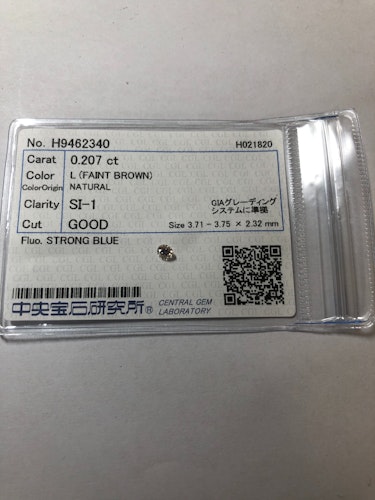 No. H9462340 H021820
Carat 0.207 ct
Color L (FAINT BROWN)
ColorOrigin NATURAL
Clarity SI-1 GIAグレーディング
システムに準拠
Cut GOOD Size 3.71 - 3.75 × 2.32 mm
Fluo. STRONG BLUE
中央宝石研究所® CENTRAL GEM
LABORATORY